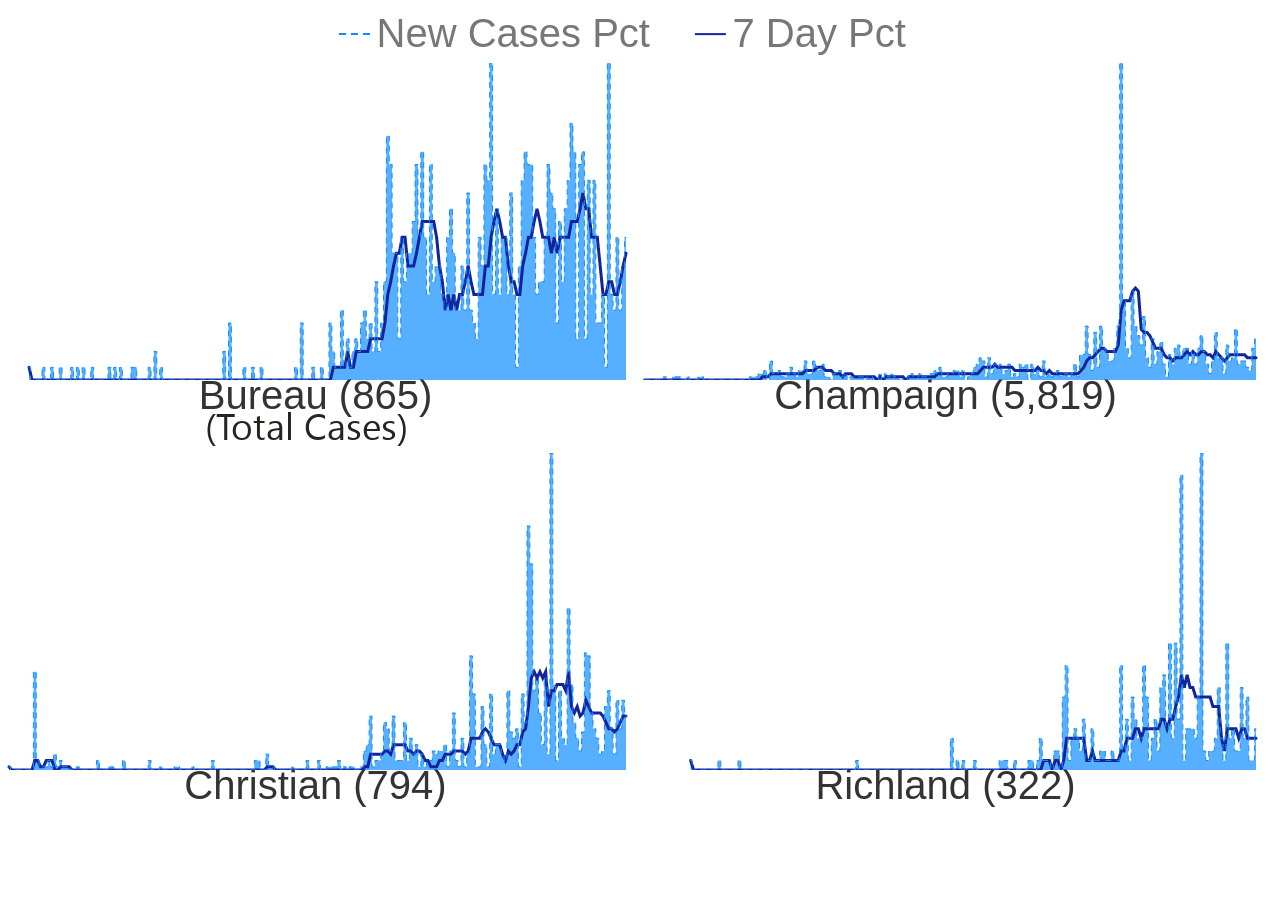 New Cases Pct 7 Day Pct
Bureau (865)
(Total Cases)
Champaign (5,819)
Christian (794)
Richland (322)